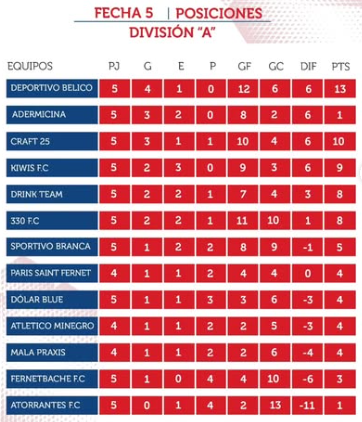 FECHA 5 | POSICIONES
DIVISIÓN "A"
EQUIPOS PJ G E P GF GC DIF PTS
DEPORTIVO BELICO 5 4 1 0 12 6 6 13
ADERMICINA 5 3 2 0 8 2 6 11
CRAFT 25 5 3 1 1 10 4 6 10
KIWIS F.C 5 2 3 0 9 3 6 9
DRINK TEAM 5 2 2 1 7 4 3 8
330 F.C 5 2 2 1 11 10 1 8
SPORTIVO BRANCA 5 1 2 2 8 9 -1 5
PARIS SAINT FERNET 4 1 1 2 4 4 0 4
DÓLAR BLUE 5 1 1 3 3 6 -3 4
ATLETICO MINEGRO 4 1 1 2 2 5 -3 4
MALA PRAXIS 4 1 1 2 2 6 -4 4
FERNETBACHE F.C 5 1 0 4 4 10 -6 3
ATORRANTES F.C 5 0 1 4 2 13 -11 1